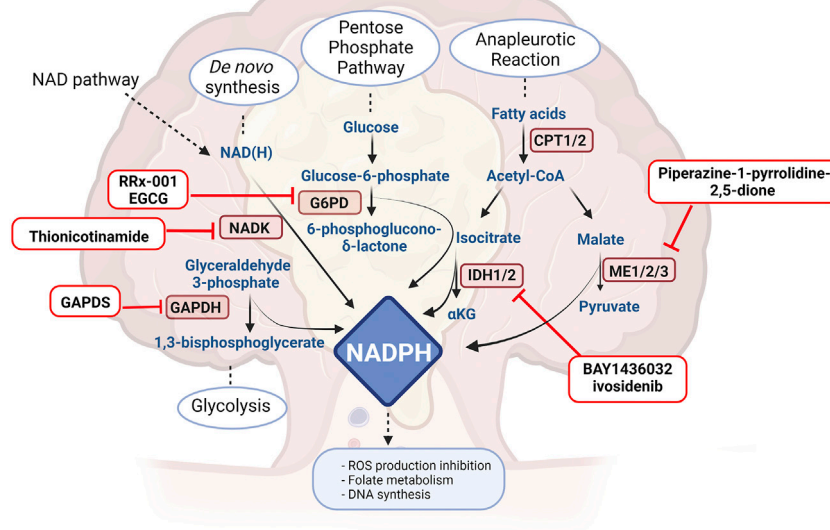 Pentose
Phosphate
Pathway
Anapleurotic
Reaction
De novo
synthesis
NAD pathway
NAD(H)
Glucose
Fatty acids
CPT1/2
Acetyl-CoA
Glucose-6-phosphate
RRx-001
EGCG
G6PD
Piperazine-1-pyrrolidine-
2,5-dione
Thionicotinamide
NADK
6-phosphoglucono-
δ-lactone
Isocitrate
Malate
Glyceraldehyde
3-phosphate
IDH1/2
ME1/2/3
GAPDS
GAPDH
αKG
Pyruvate
1,3-bisphosphoglycerate
NADPH
BAY1436032
ivosidenib
Glycolysis
- ROS production inhibition
- Folate metabolism
- DNA synthesis